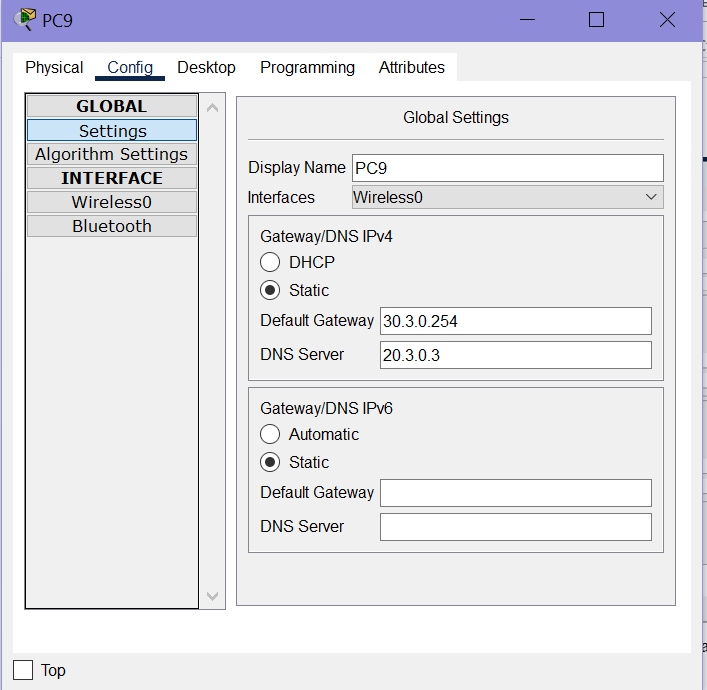 PC9
Physical Config Desktop Programming Attributes
GLOBAL
Settings
Algorithm Settings
INTERFACE
Wireless0
Bluetooth
Global Settings
Display Name PC9
Interfaces Wireless0
Gateway/DNS IPv4
DHCP
Static
Default Gateway 30.3.0.254
DNS Server 20.3.0.3
Gateway/DNS IPv6
Automatic
Static
Default Gateway
DNS Server
Top